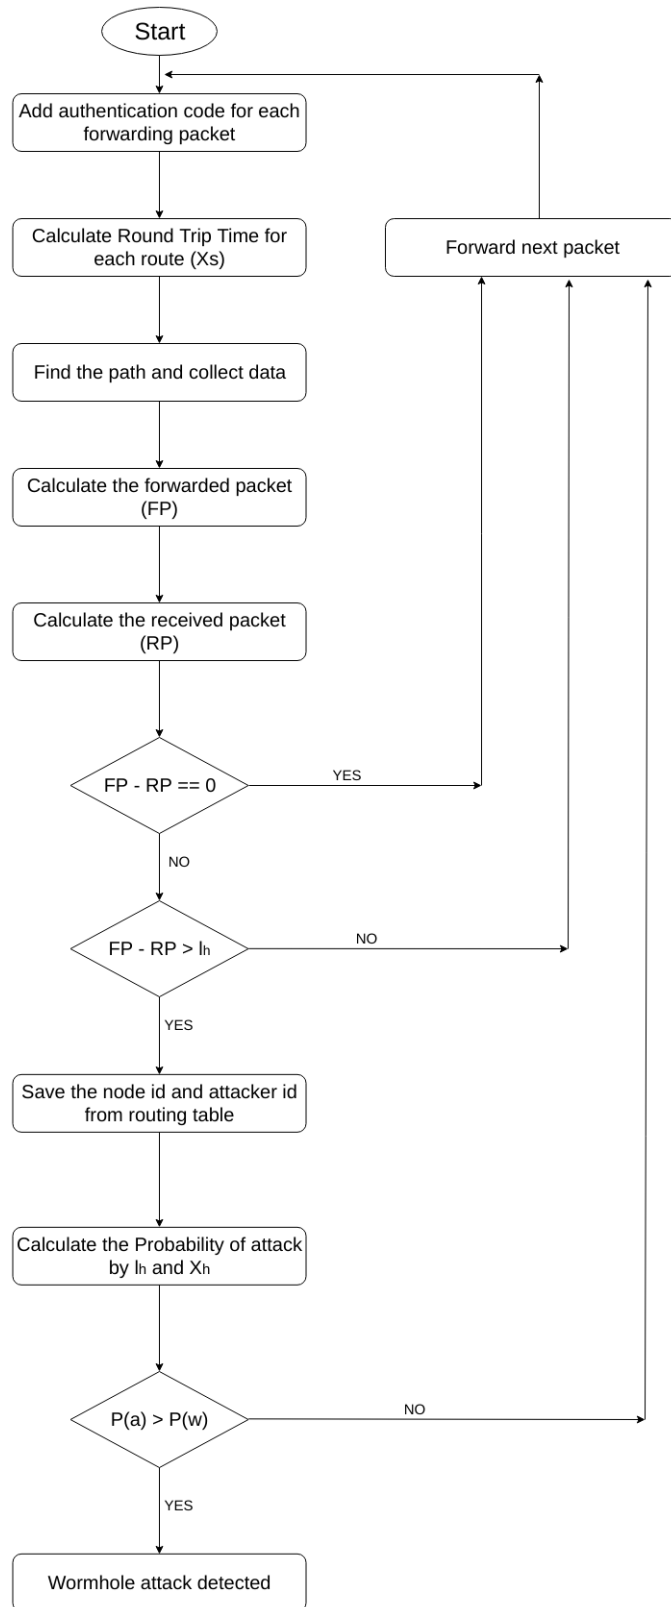 Start
Add authentication code for each
forwarding packet
Calculate Round Trip Time for
each route (Xs)
Forward next packet
Find the path and collect data
Calculate the forwarded packet
(FP)
Calculate the received packet
(RP)
FP - RP == 0
YES
NO
FP - RP > lh
NO
YES
Save the node id and attacker id
from routing table
Calculate the Probability of attack
by lh and Xh
P(a) > P(w)
NO
YES
Wormhole attack detected